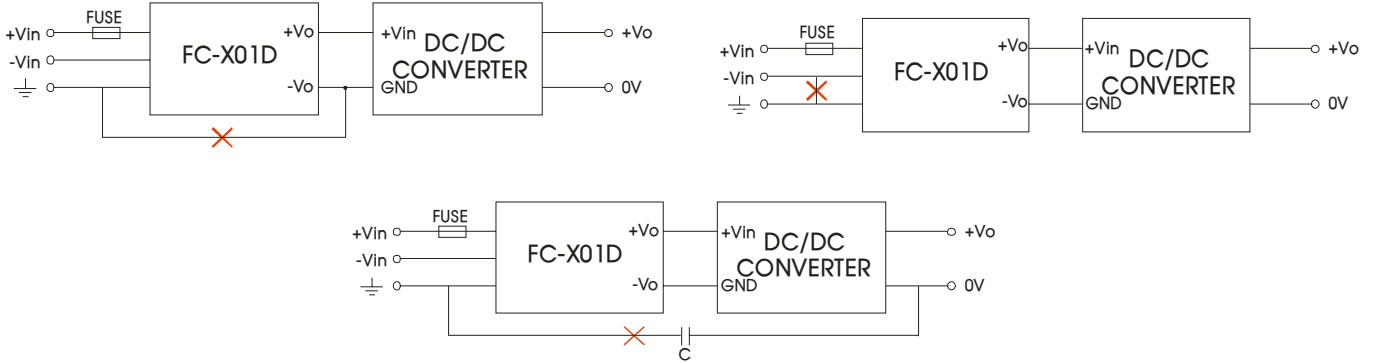 FUSE
+Vin
-Vin
FC-X01D
+Vo
-Vo
+Vin
GND
DC/DC
CONVERTER
+Vo
0V
FUSE
+Vin
-Vin
FC-X01D
+Vo
-Vo
+Vin
GND
DC/DC
CONVERTER
+Vo
0V
FUSE
+Vin
-Vin
FC-X01D
+Vo
-Vo
+Vin
GND
DC/DC
CONVERTER
+Vo
0V
C